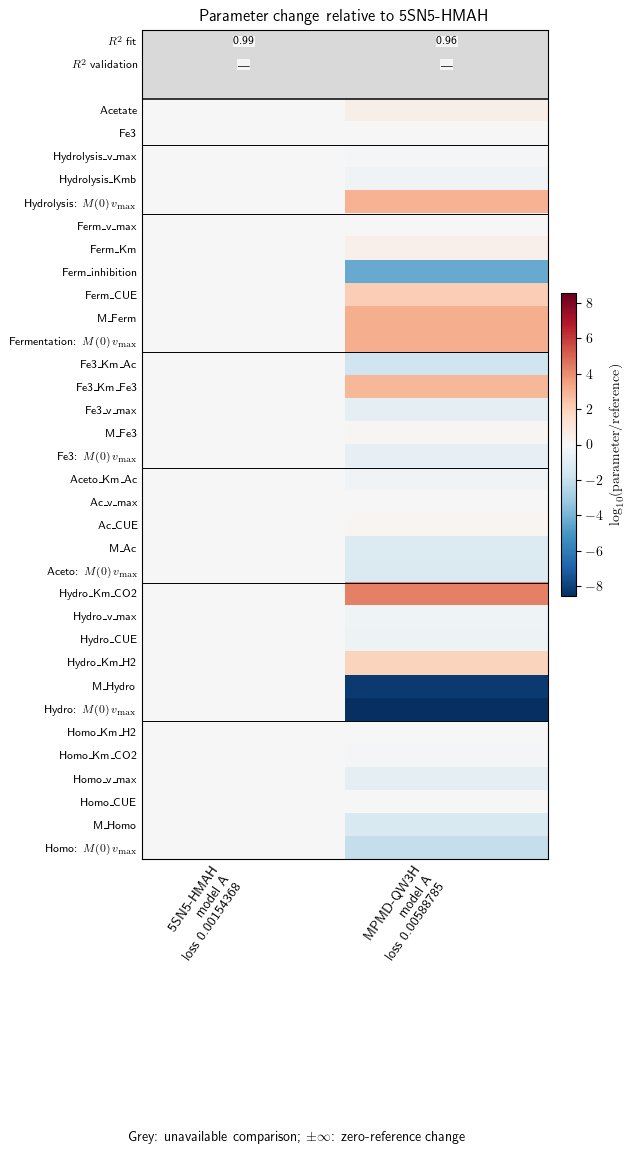 Parameter change relative to 5SN5-HMAH
R² fit 0.99 0.96
R² validation — —
Acetate
Fe3
Hydrolysis_v_max
Hydrolysis_Kmb
Hydrolysis: M(0) v_max
Ferm_v_max
Ferm_Km
Ferm_inhibition
Ferm_CUE
M_Ferm
Fermentation: M(0) v_max
Fe3_Km_Ac
Fe3_Km_Fe3
Fe3_v_max
M_Fe3
Fe3: M(0) v_max
Aceto_Km_Ac
Ac_v_max
Ac_CUE
M_Ac
Aceto: M(0) v_max
Hydro_Km_CO2
Hydro_v_max
Hydro_CUE
Hydro_Km_H2
M_Hydro
Hydro: M(0) v_max
Homo_Km_H2
Homo_Km_CO2
Homo_v_max
Homo_CUE
M_Homo
Homo: M(0) v_max
5SN5-HMAH
model A
loss 0.00154368
MPMD-QW3H
model A
loss 0.00588785
8
6
4
2
0
−2
−4
−6
−8
log₁₀(parameter/reference)
Grey: unavailable comparison; ±∞: zero-reference change